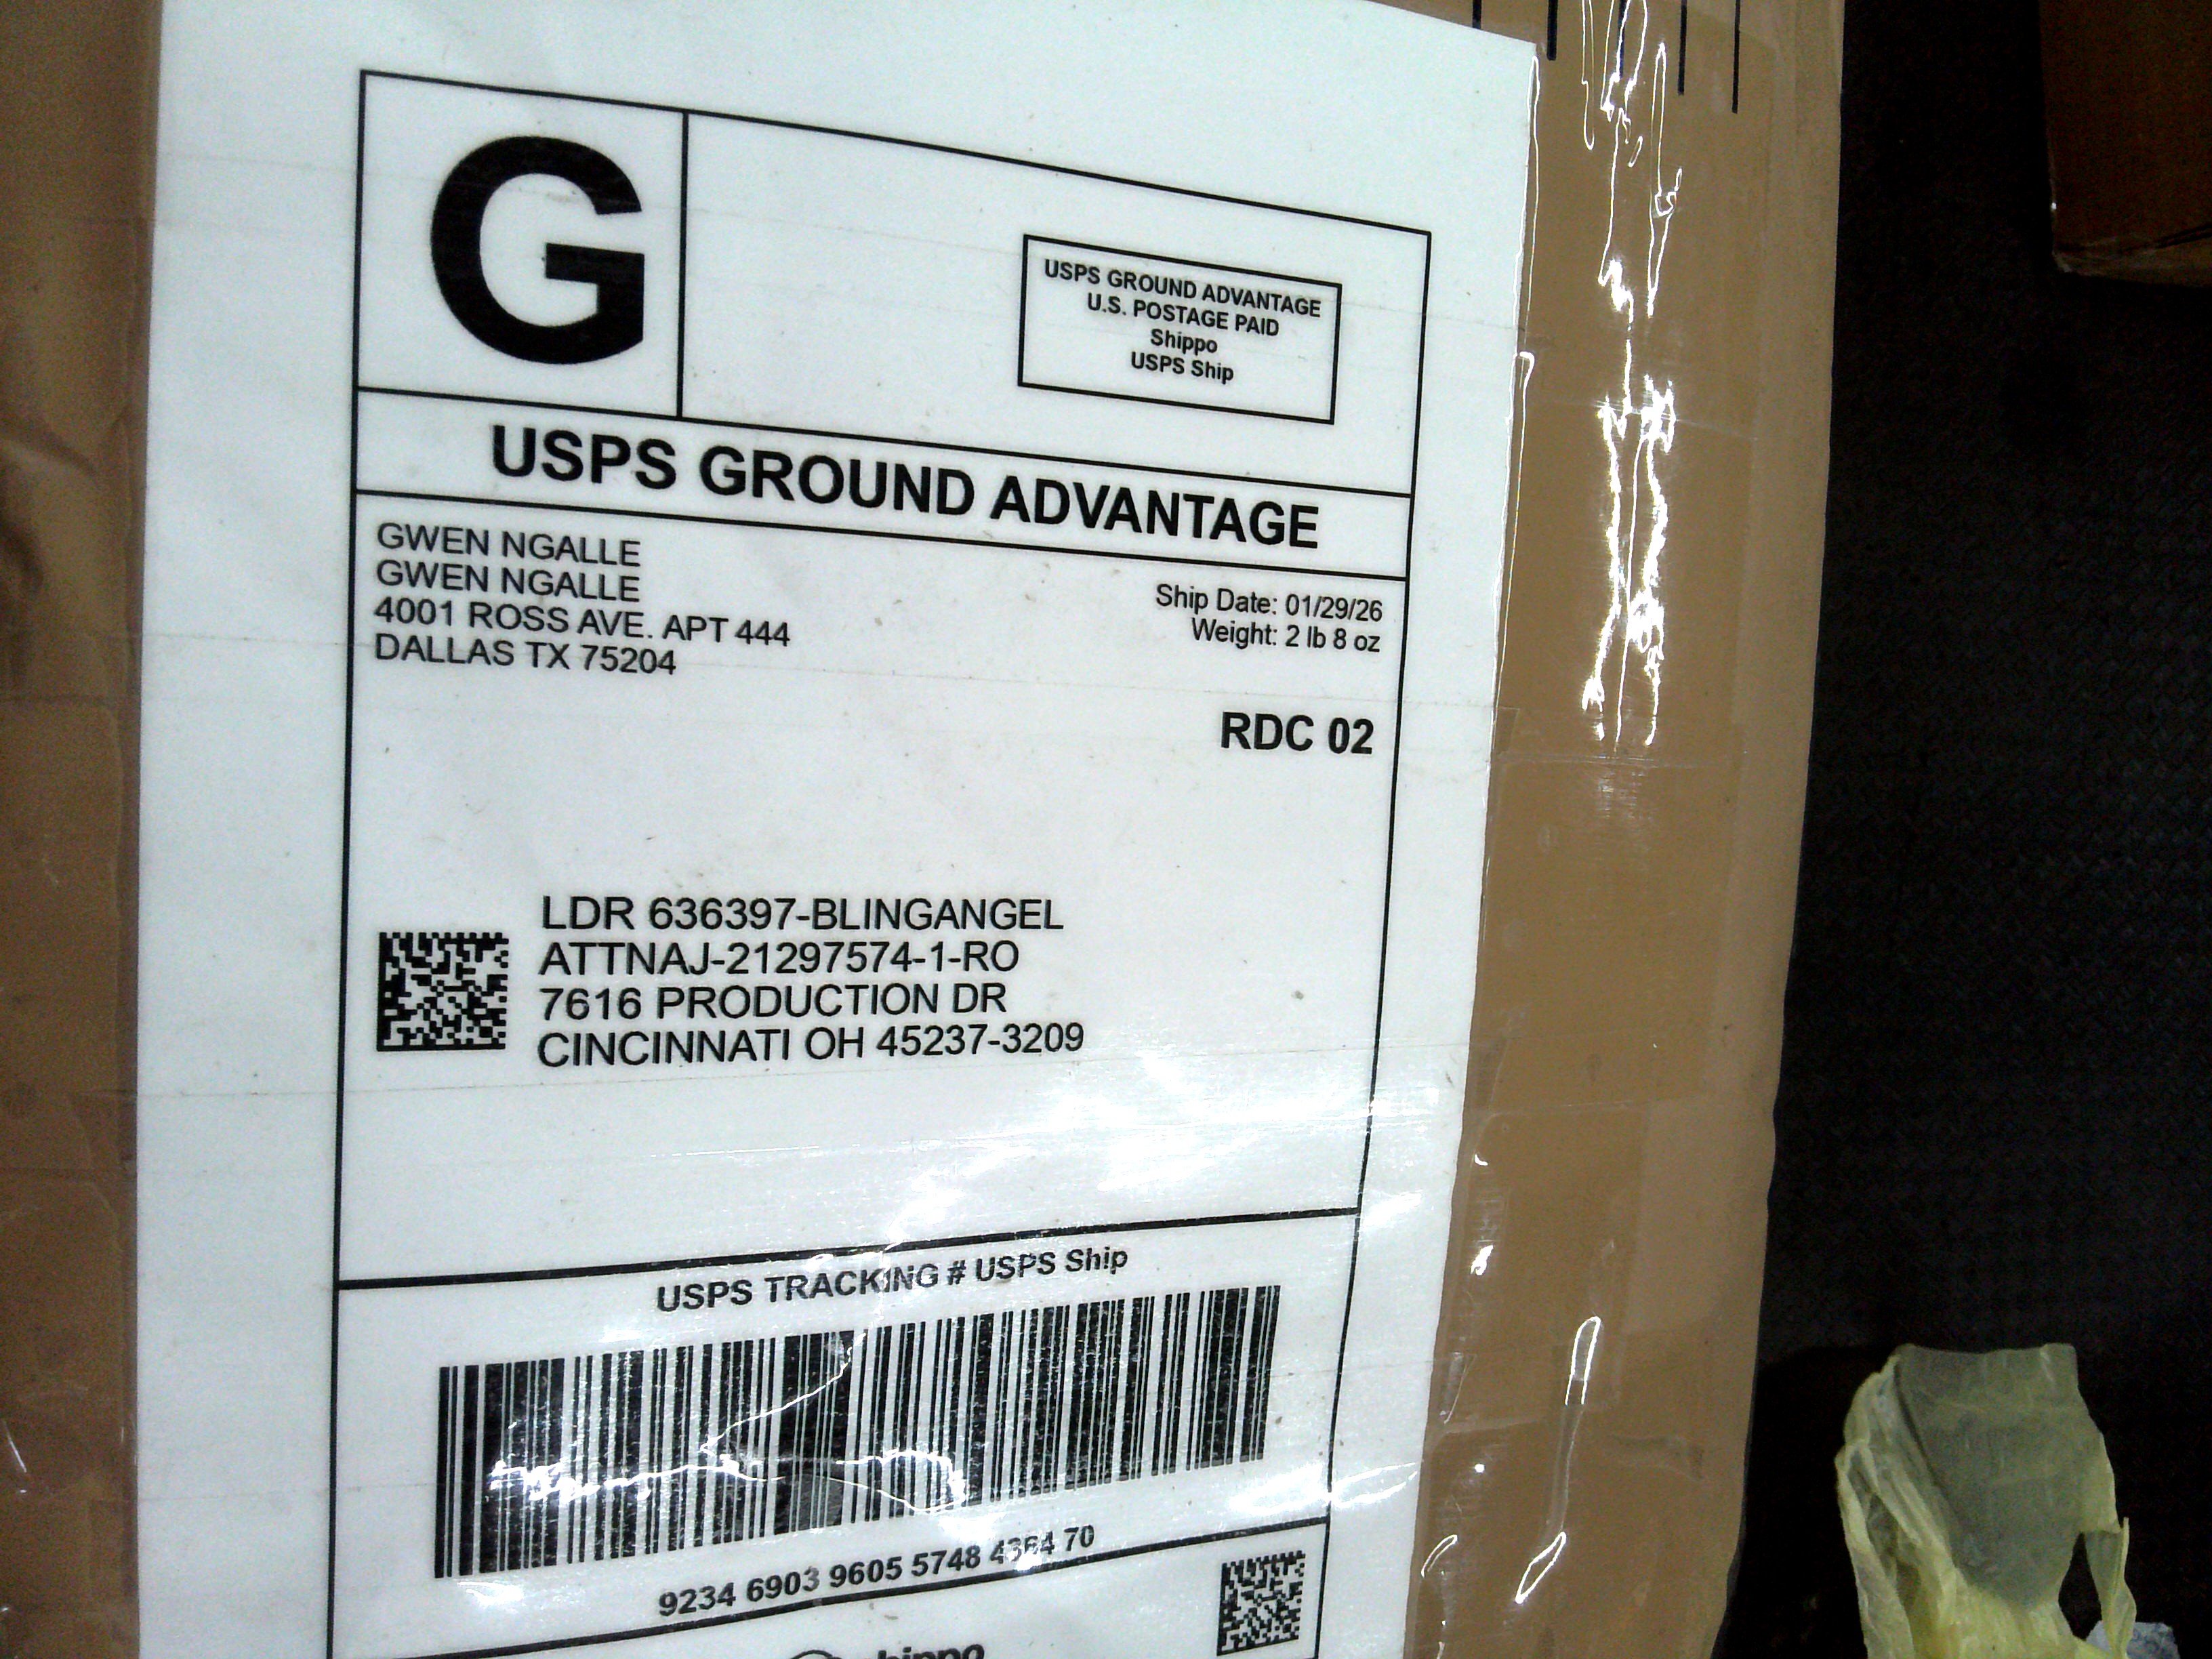 G
USPS GROUND ADVANTAGE
U.S. POSTAGE PAID
Shippo
USPS Ship
USPS GROUND ADVANTAGE
GWEN NGALLE
GWEN NGALLE
4001 ROSS AVE. APT 444
DALLAS TX 75204
Ship Date: 01/29/26
Weight: 2 lb 8 oz
RDC 02
LDR 636397-BLINGANGEL
ATTNAJ-21297574-1-RO
7616 PRODUCTION DR
CINCINNATI OH 45237-3209
USPS TRACKING # USPS Ship
9234 6903 9605 5748 4364 70